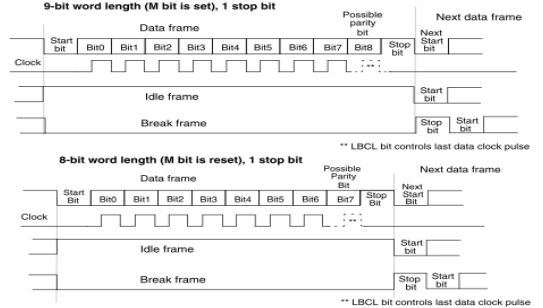 9-bit word length (M bit is set), 1 stop bit
Data frame
Possible parity bit
Next data frame
Start bit Bit0 Bit1 Bit2 Bit3 Bit4 Bit5 Bit6 Bit7 Bit8 Stop bit Next Start bit
Clock
**
Idle frame
Start bit
Break frame
Stop bit Start bit
** LBCL bit controls last data clock pulse
8-bit word length (M bit is reset), 1 stop bit
Data frame
Possible Parity Bit
Next data frame
Start Bit Bit0 Bit1 Bit2 Bit3 Bit4 Bit5 Bit6 Bit7 Stop Bit Next Start Bit
Clock
**
Idle frame
Start bit
Break frame
Stop bit Start bit
** LBCL bit controls last data clock pulse